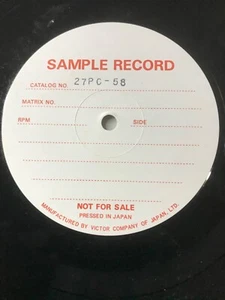 SAMPLE RECORD
CATALOG NO. 27PC-58
MATRIX NO.
RPM SIDE
NOT FOR SALE
PRESSED IN JAPAN
MANUFACTURED BY VICTOR COMPANY OF JAPAN, LTD.